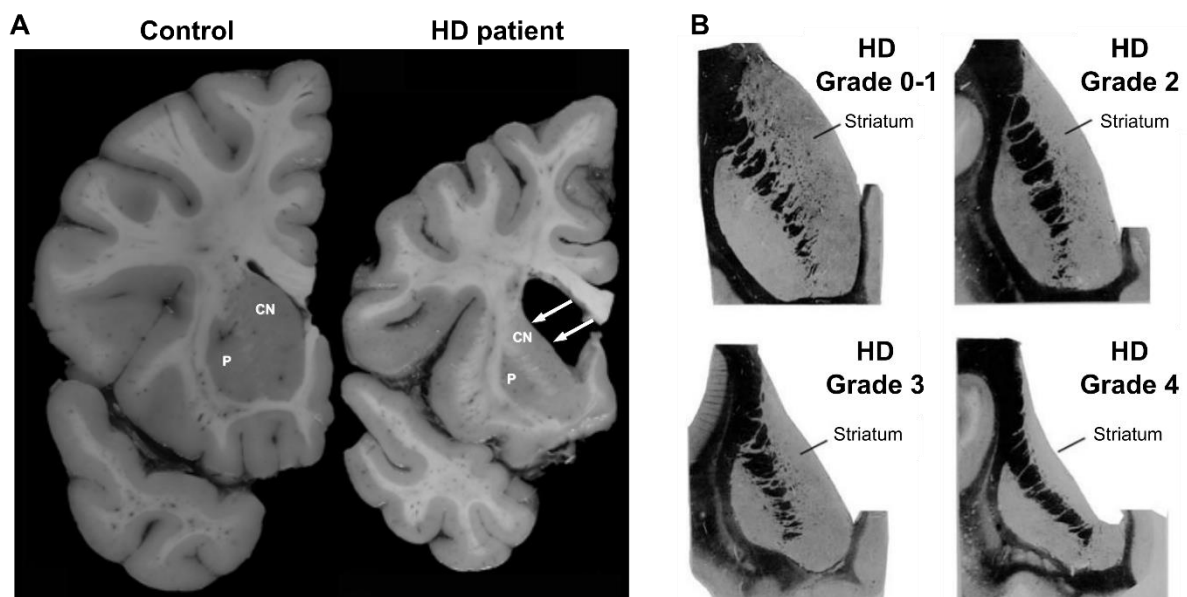 A
Control
HD patient
CN
P
CN
P
B
HD
Grade 0-1
Striatum
HD
Grade 2
Striatum
HD
Grade 3
Striatum
HD
Grade 4
Striatum